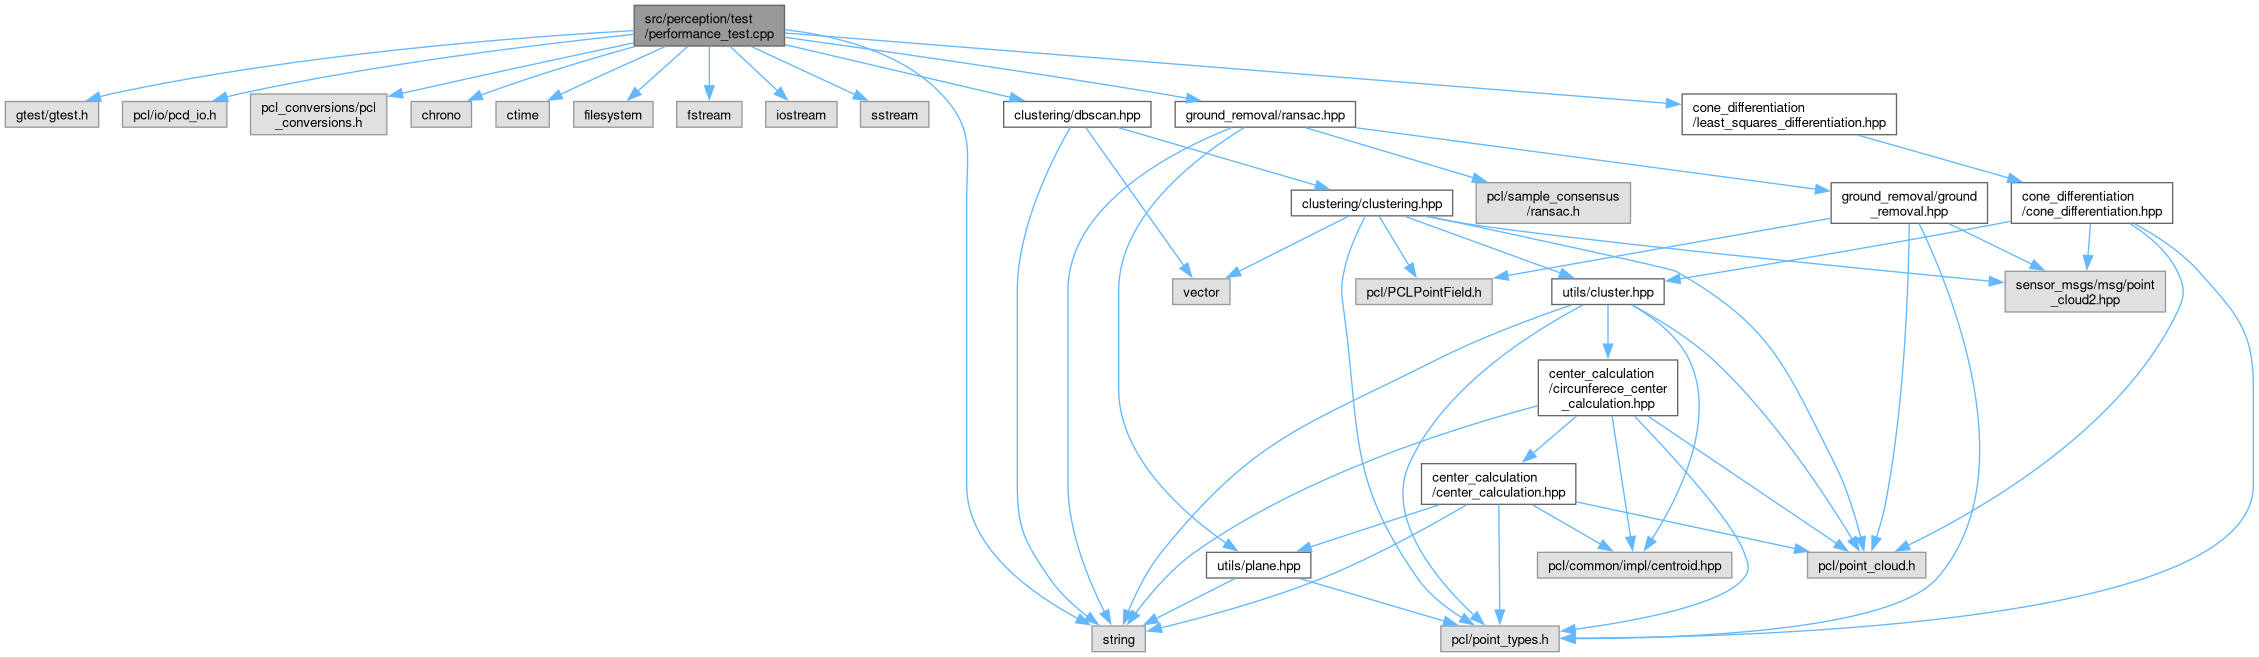 src/perception/test
/performance_test.cpp
gtest/gtest.h
pcl/io/pcd_io.h
pcl_conversions/pcl
_conversions.h
chrono
ctime
filesystem
fstream
iostream
sstream
clustering/dbscan.hpp
ground_removal/ransac.hpp
cone_differentiation
/least_squares_differentiation.hpp
clustering/clustering.hpp
pcl/sample_consensus
/ransac.h
ground_removal/ground
_removal.hpp
cone_differentiation
/cone_differentiation.hpp
vector
pcl/PCLPointField.h
utils/cluster.hpp
sensor_msgs/msg/point
_cloud2.hpp
center_calculation
/circunferece_center
_calculation.hpp
center_calculation
/center_calculation.hpp
utils/plane.hpp
pcl/common/impl/centroid.hpp
pcl/point_cloud.h
string
pcl/point_types.h